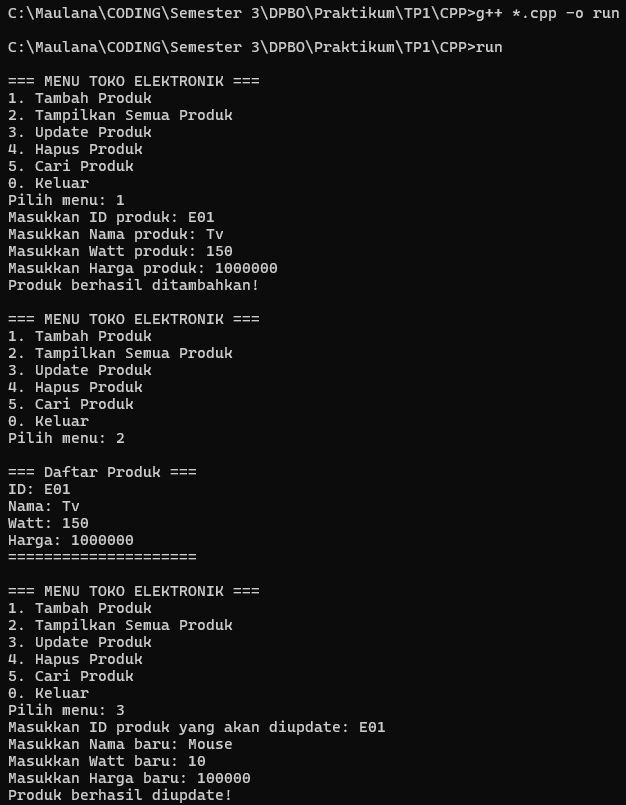 C:\Maulana\CODING\Semester 3\DPBO\Praktikum\TP1\CPP>g++ *.cpp -o run
C:\Maulana\CODING\Semester 3\DPBO\Praktikum\TP1\CPP>run
=== MENU TOKO ELEKTRONIK ===
1. Tambah Produk
2. Tampilkan Semua Produk
3. Update Produk
4. Hapus Produk
5. Cari Produk
0. Keluar
Pilih menu: 1
Masukkan ID produk: E01
Masukkan Nama produk: Tv
Masukkan Watt produk: 150
Masukkan Harga produk: 1000000
Produk berhasil ditambahkan!
=== MENU TOKO ELEKTRONIK ===
1. Tambah Produk
2. Tampilkan Semua Produk
3. Update Produk
4. Hapus Produk
5. Cari Produk
0. Keluar
Pilih menu: 2
=== Daftar Produk ===
ID: E01
Nama: Tv
Watt: 150
Harga: 1000000
=====================
=== MENU TOKO ELEKTRONIK ===
1. Tambah Produk
2. Tampilkan Semua Produk
3. Update Produk
4. Hapus Produk
5. Cari Produk
0. Keluar
Pilih menu: 3
Masukkan ID produk yang akan diupdate: E01
Masukkan Nama baru: Mouse
Masukkan Watt baru: 10
Masukkan Harga baru: 100000
Produk berhasil diupdate!